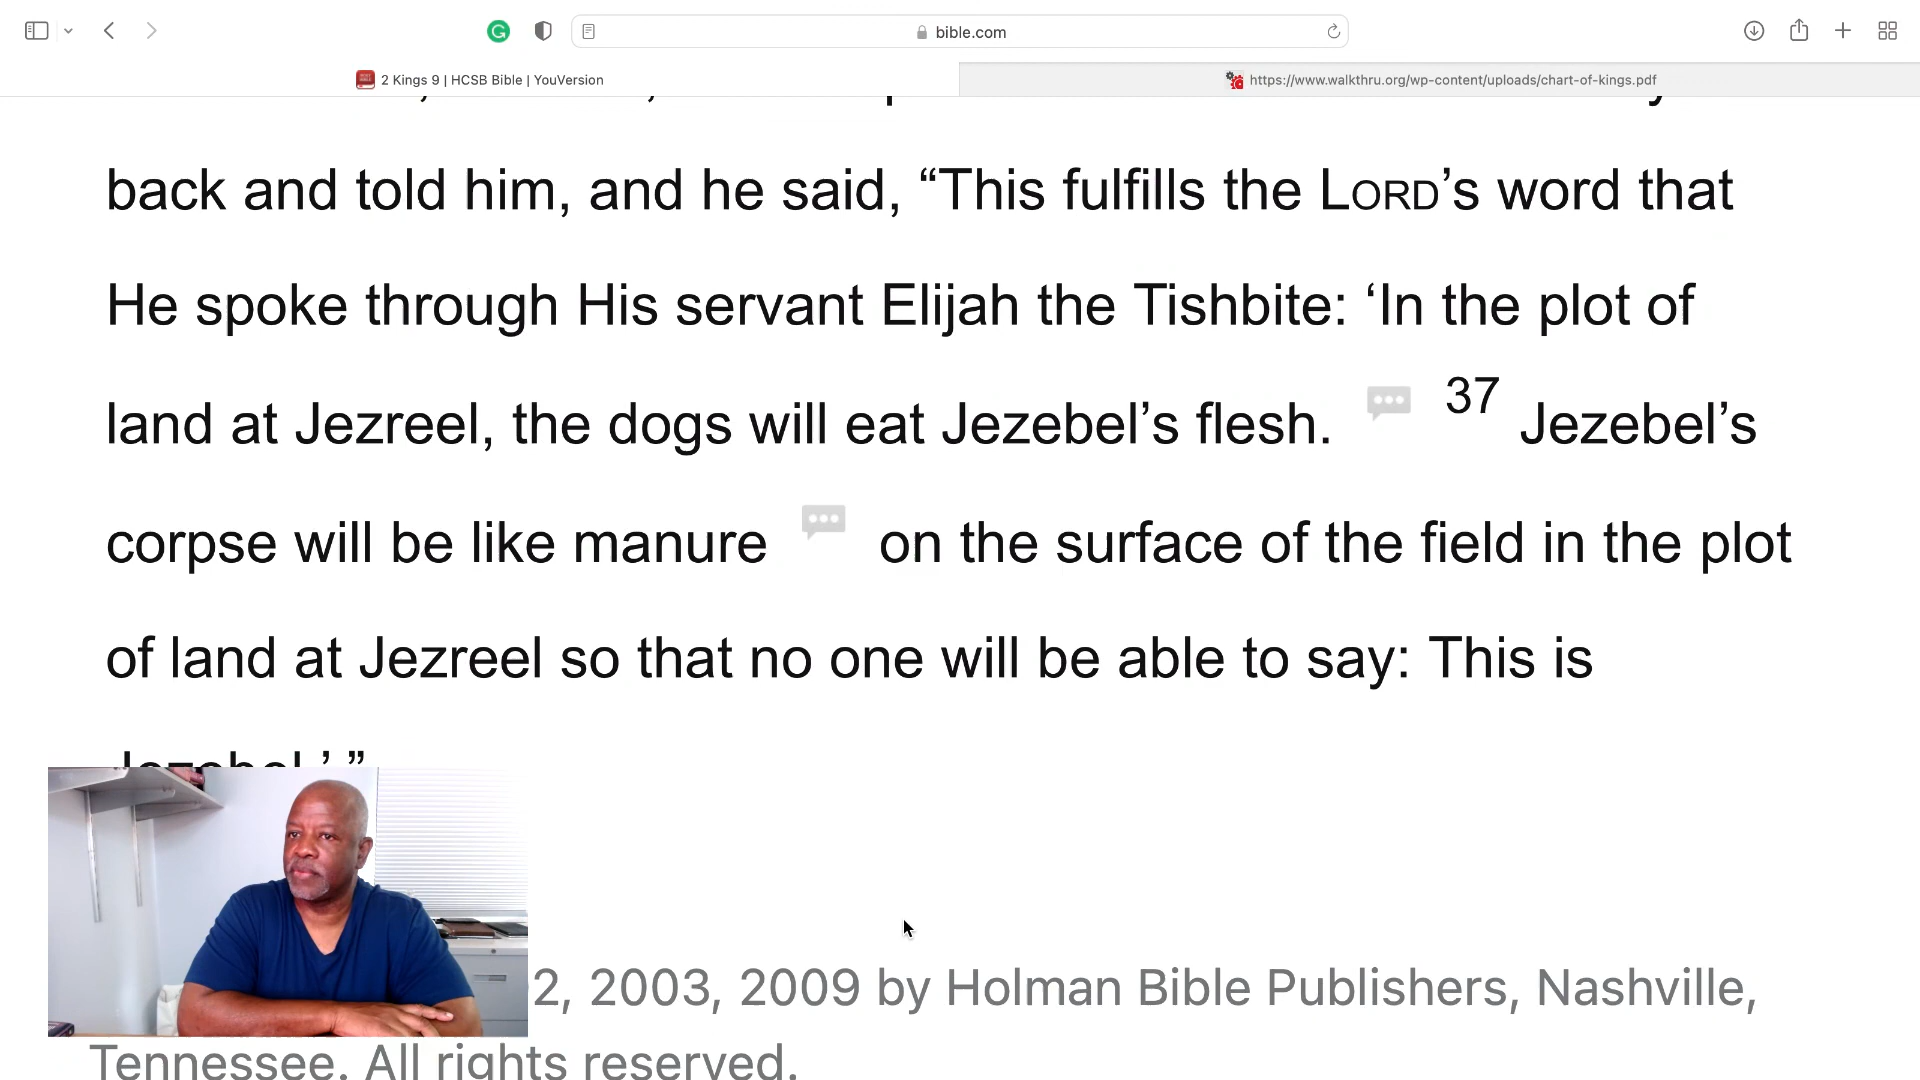 bible.com
2 Kings 9 | HCSB Bible | YouVersion
https://www.walkthru.org/wp-content/uploads/chart-of-kings.pdf
back and told him, and he said, “This fulfills the LORD’s word that
He spoke through His servant Elijah the Tishbite: ‘In the plot of
land at Jezreel, the dogs will eat Jezebel’s flesh. 37 Jezebel’s
corpse will be like manure on the surface of the field in the plot
of land at Jezreel so that no one will be able to say: This is
Jezebel.’ ”
2, 2003, 2009 by Holman Bible Publishers, Nashville,
Tennessee. All rights reserved.